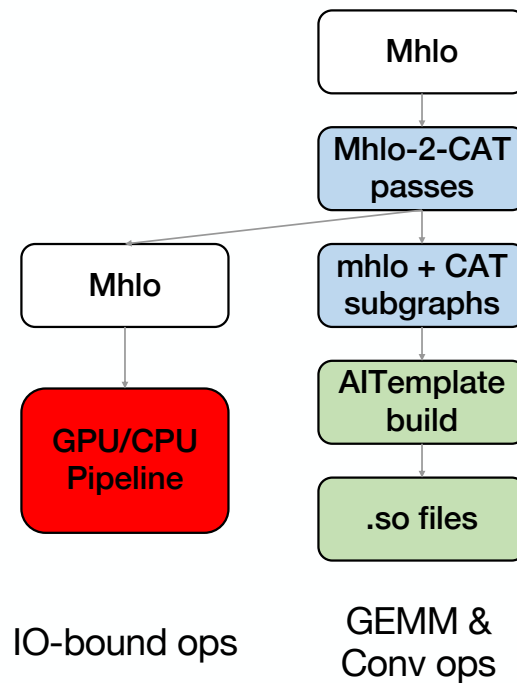 Mhlo
Mhlo-2-CAT
passes
Mhlo
mhlo + CAT
subgraphs
AITemplate
build
GPU/CPU
Pipeline
.so files
IO-bound ops
GEMM &
Conv ops